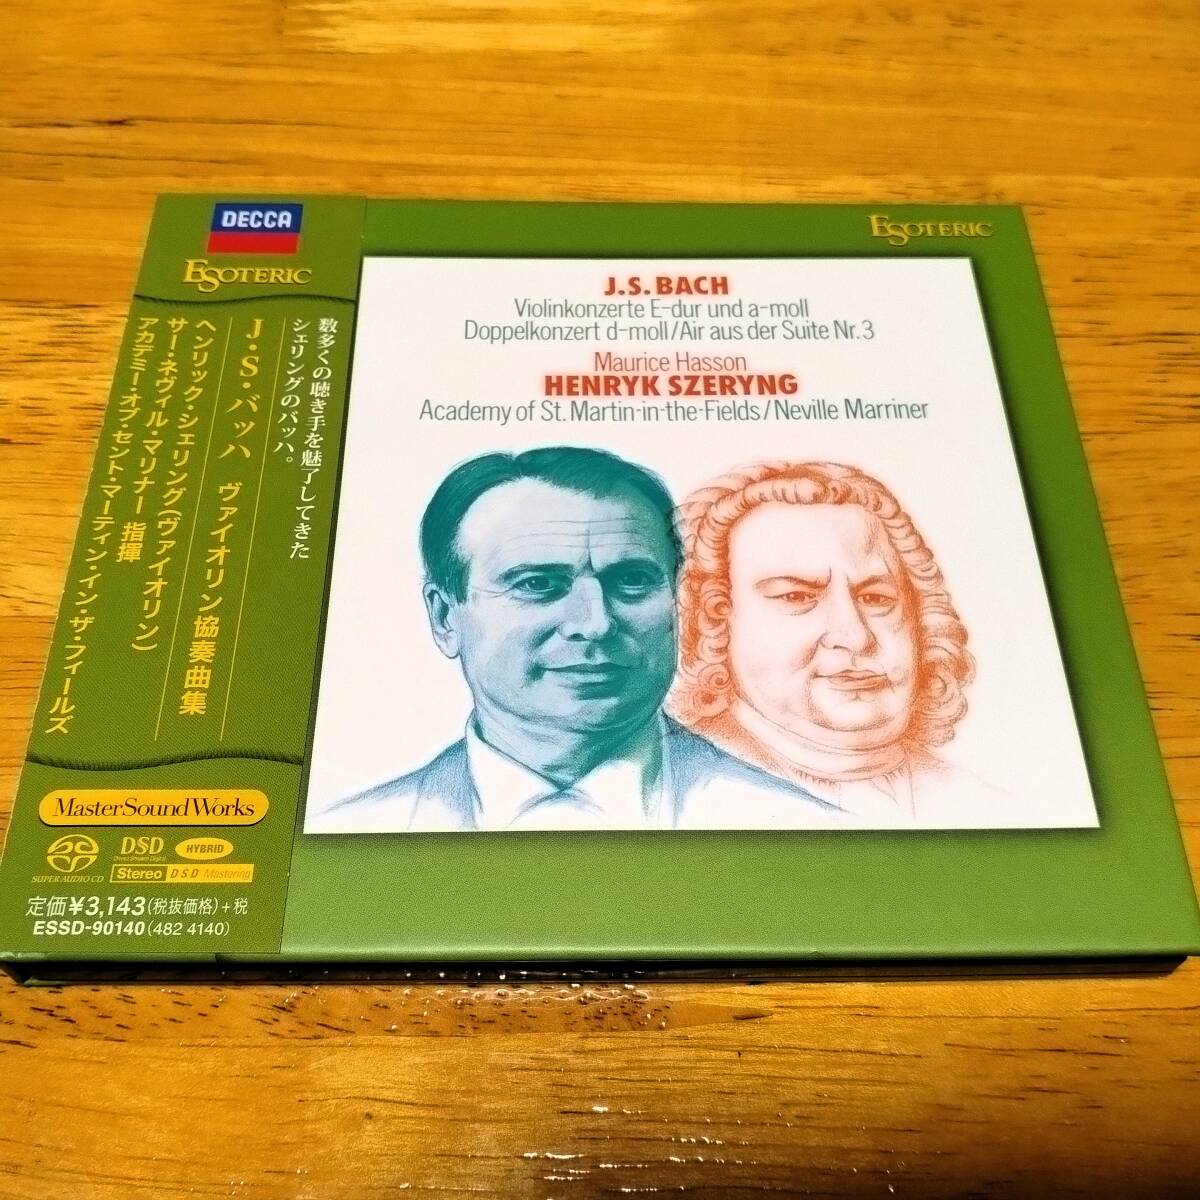 DECCA
ESOTERIC
数多くの聴き手を魅了してきた
シェリングのバッハ。
J・S・バッハ ヴァイオリン協奏曲集
ヘンリック・シェリング(ヴァイオリン)
サー・ネヴィル・マリナー 指揮
アカデミー・オブ・セント・マーティン・イン・ザ・フィールズ
MasterSoundWorks
SUPER AUDIO CD
DSD
Direct Stream Digital
HYBRID
Stereo DSD Mastering
定価¥3,143(税抜価格)+税
ESSD-90140(482 4140)
ESOTERIC
J.S. BACH
Violinkonzerte E-dur und a-moll
Doppelkonzert d-moll/Air aus der Suite Nr.3
Maurice Hasson
HENRYK SZERYNG
Academy of St. Martin-in-the-Fields/Neville Marriner